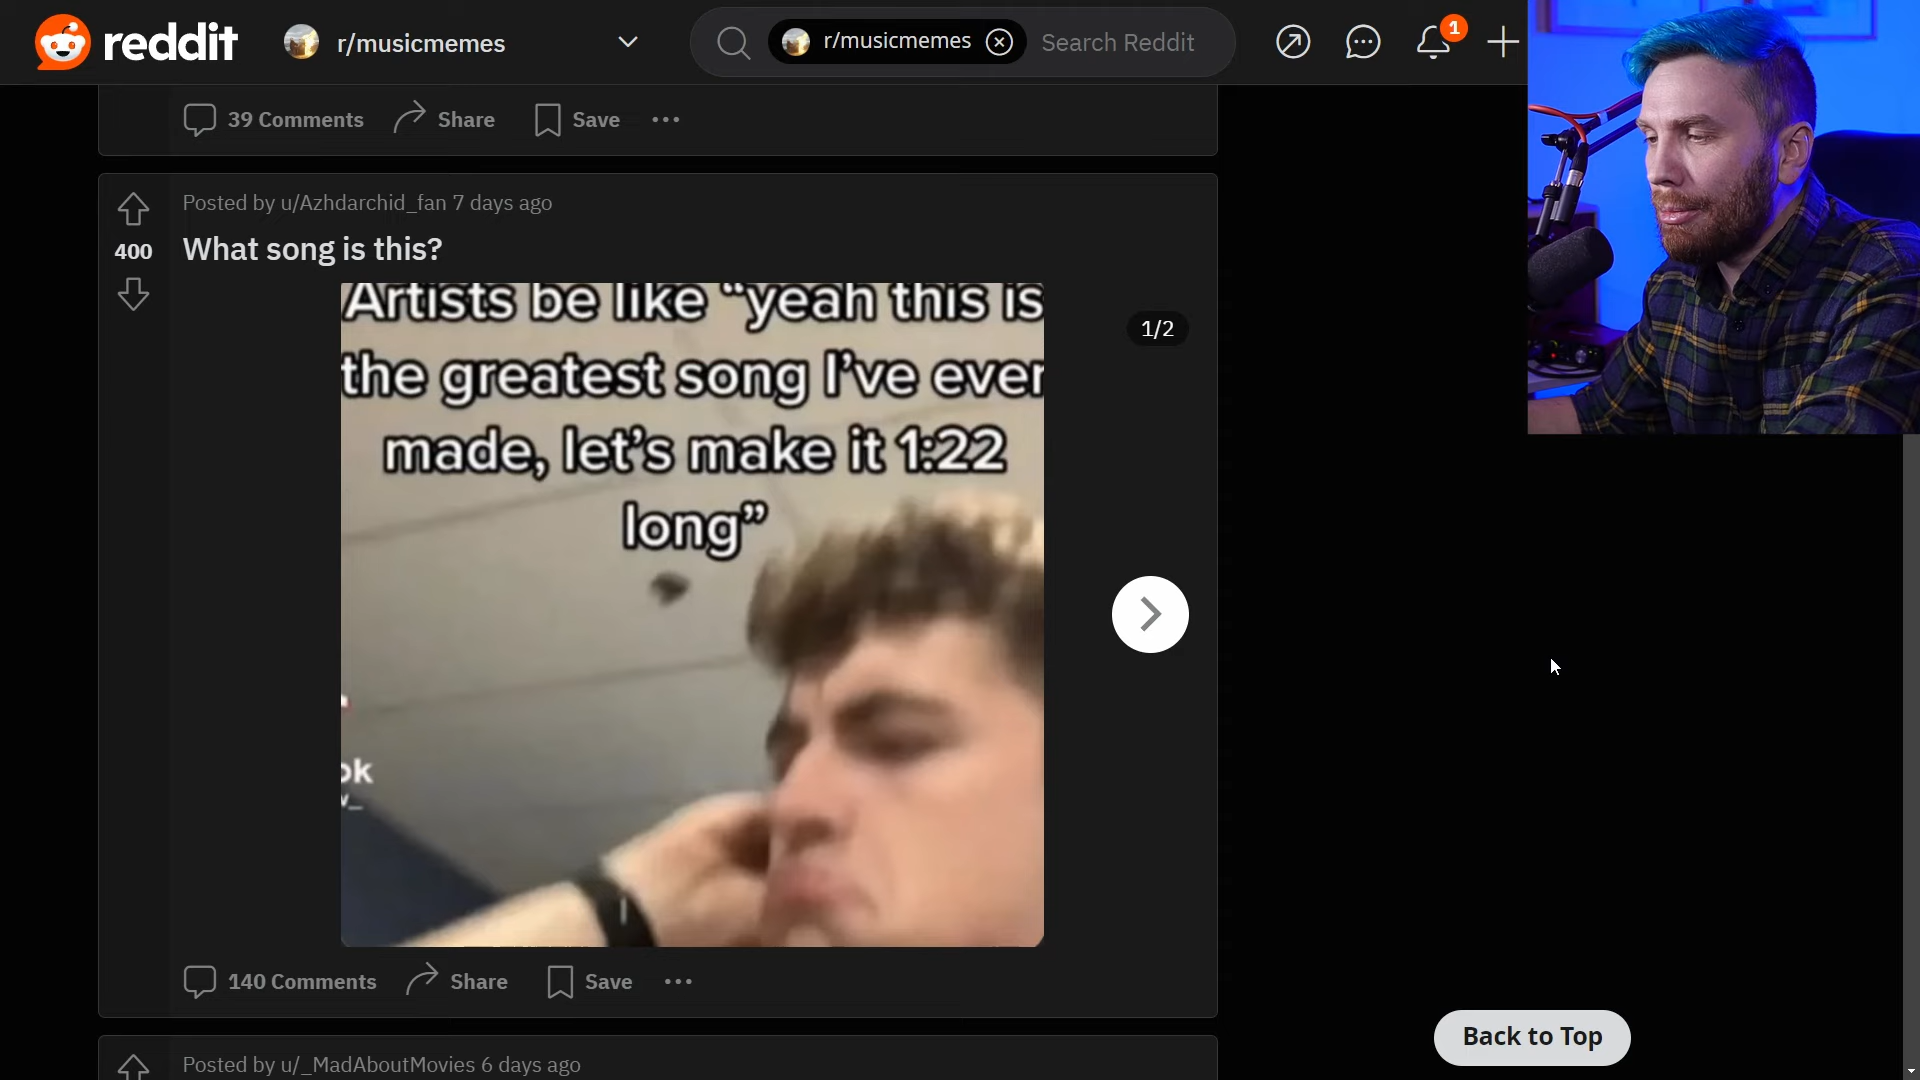 reddit
r/musicmemes
r/musicmemes
Search Reddit
1
39 Comments
Share
Save
Posted by u/Azhdarchid_fan 7 days ago
400
What song is this?
Artists be like “yeah this is
the greatest song I’ve ever
made, let’s make it 1:22
long”
1/2
140 Comments
Share
Save
Back to Top
Posted by u/_MadAboutMovies 6 days ago